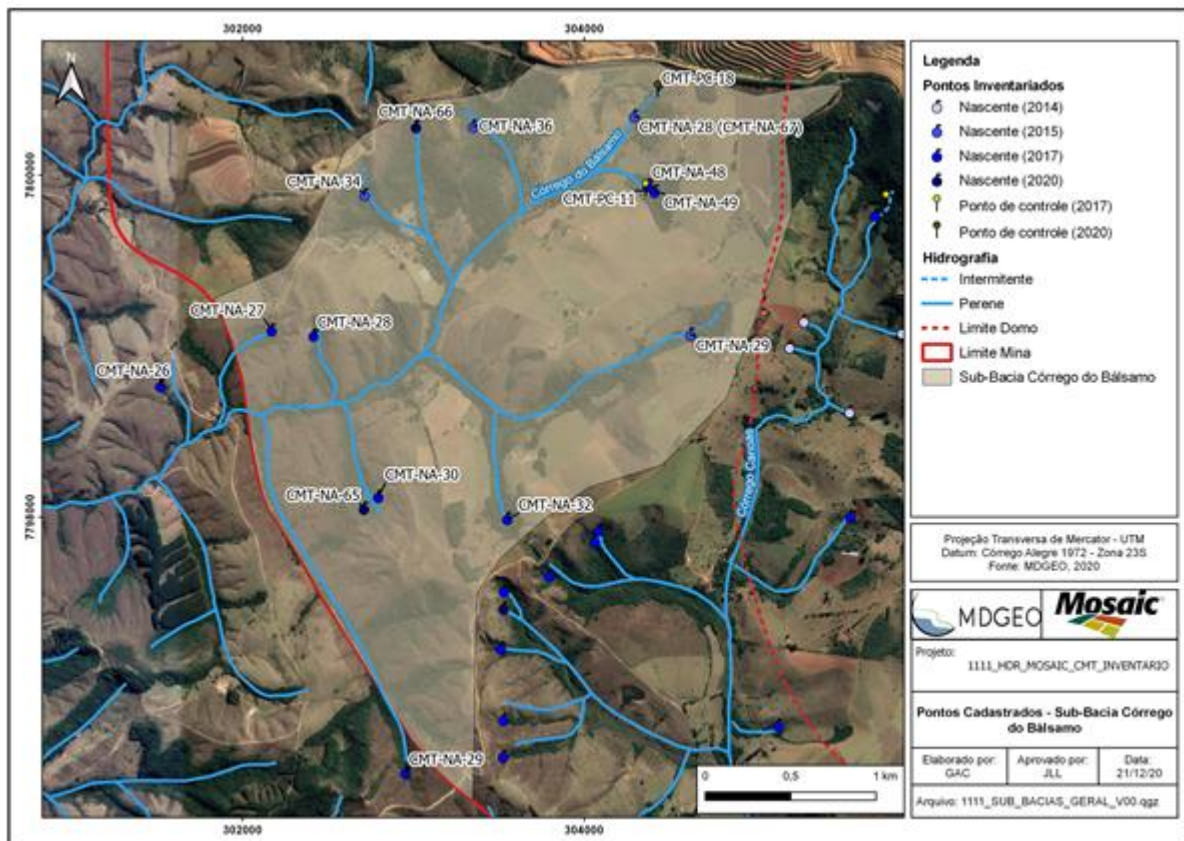 302000
304000
N
CMT-PC-18
CMT-NA-66
CMT-NA-36
CMT-NA-28 (CMT-NA-67)
Córrego do Bálsamo
7800000
CMT-NA-34
CMT-NA-48
CMT-PC-11
CMT-NA-49
CMT-NA-27
CMT-NA-28
CMT-NA-29
CMT-NA-26
CMT-NA-30
CMT-NA-65
CMT-NA-32
Córrego Canoas
7798000
CMT-NA-29
0 0,5 1 km
302000
304000
Legenda
Pontos Inventariados
Nascente (2014)
Nascente (2015)
Nascente (2017)
Nascente (2020)
Ponto de controle (2017)
Ponto de controle (2020)
Hidrografia
Intermitente
Perene
Limite Domo
Limite Mina
Sub-Bacia Córrego do Bálsamo
Projeção Transversa de Mercator - UTM
Datum: Córrego Alegre 1972 - Zona 23S
Fonte: MDGEO, 2020
MDGEO
Mosaic
Projeto:
1111_HDR_MOSAIC_CMT_INVENTÁRIO
Pontos Cadastrados - Sub-Bacia Córrego
do Bálsamo
Elaborado por:
GAC
Aprovado por:
JLL
Data:
21/12/20
Arquivo: 1111_SUB_BACIAS_GERAL_V00.qgz